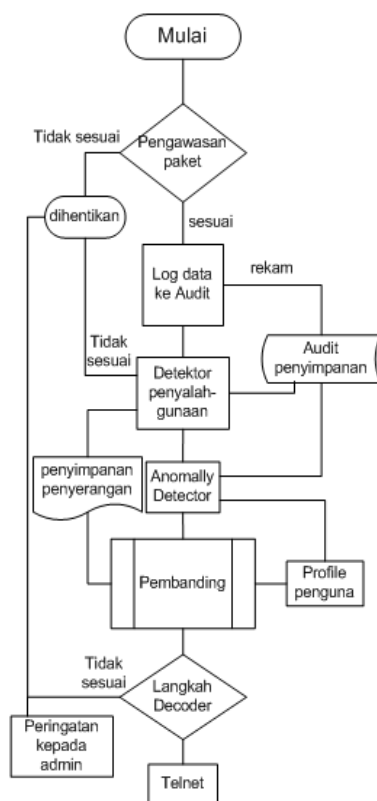 Mulai
Tidak sesuai
Pengawasan
paket
dihentikan
sesuai
Log data
ke Audit
rekam
Tidak
sesuai
Audit
penyimpanan
Detektor
penyalah-
gunaan
penyimpanan
penyerangan
Anomally
Detector
Pembanding
Profile
penguna
Tidak
sesuai
Langkah
Decoder
Peringatan
kepada
admin
Telnet